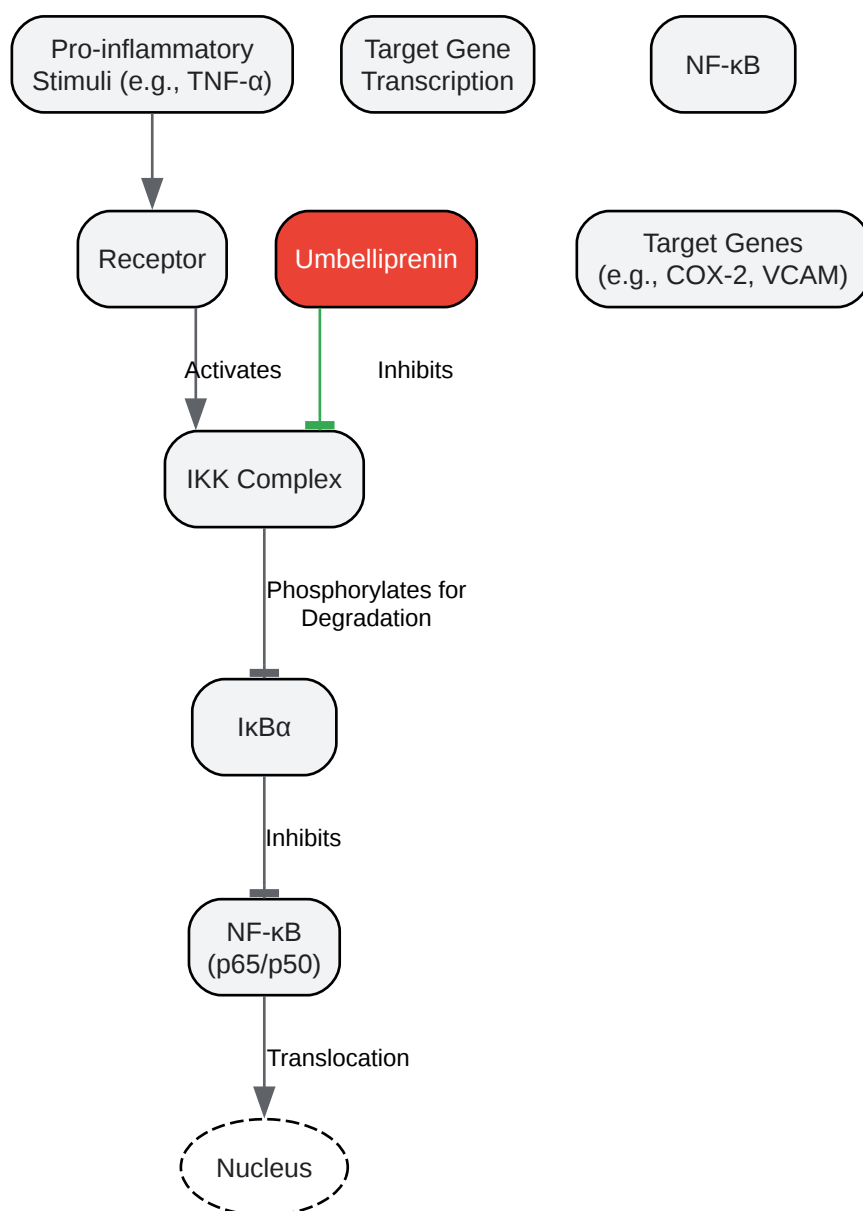 Pro-inflammatory
Stimuli (e.g., TNF-α)
Target Gene
Transcription
NF-κB
Receptor
Umbelliprenin
Target Genes
(e.g., COX-2, VCAM)
Activates
Inhibits
IKK Complex
Phosphorylates for
Degradation
IκBα
Inhibits
NF-κB
(p65/p50)
Translocation
Nucleus